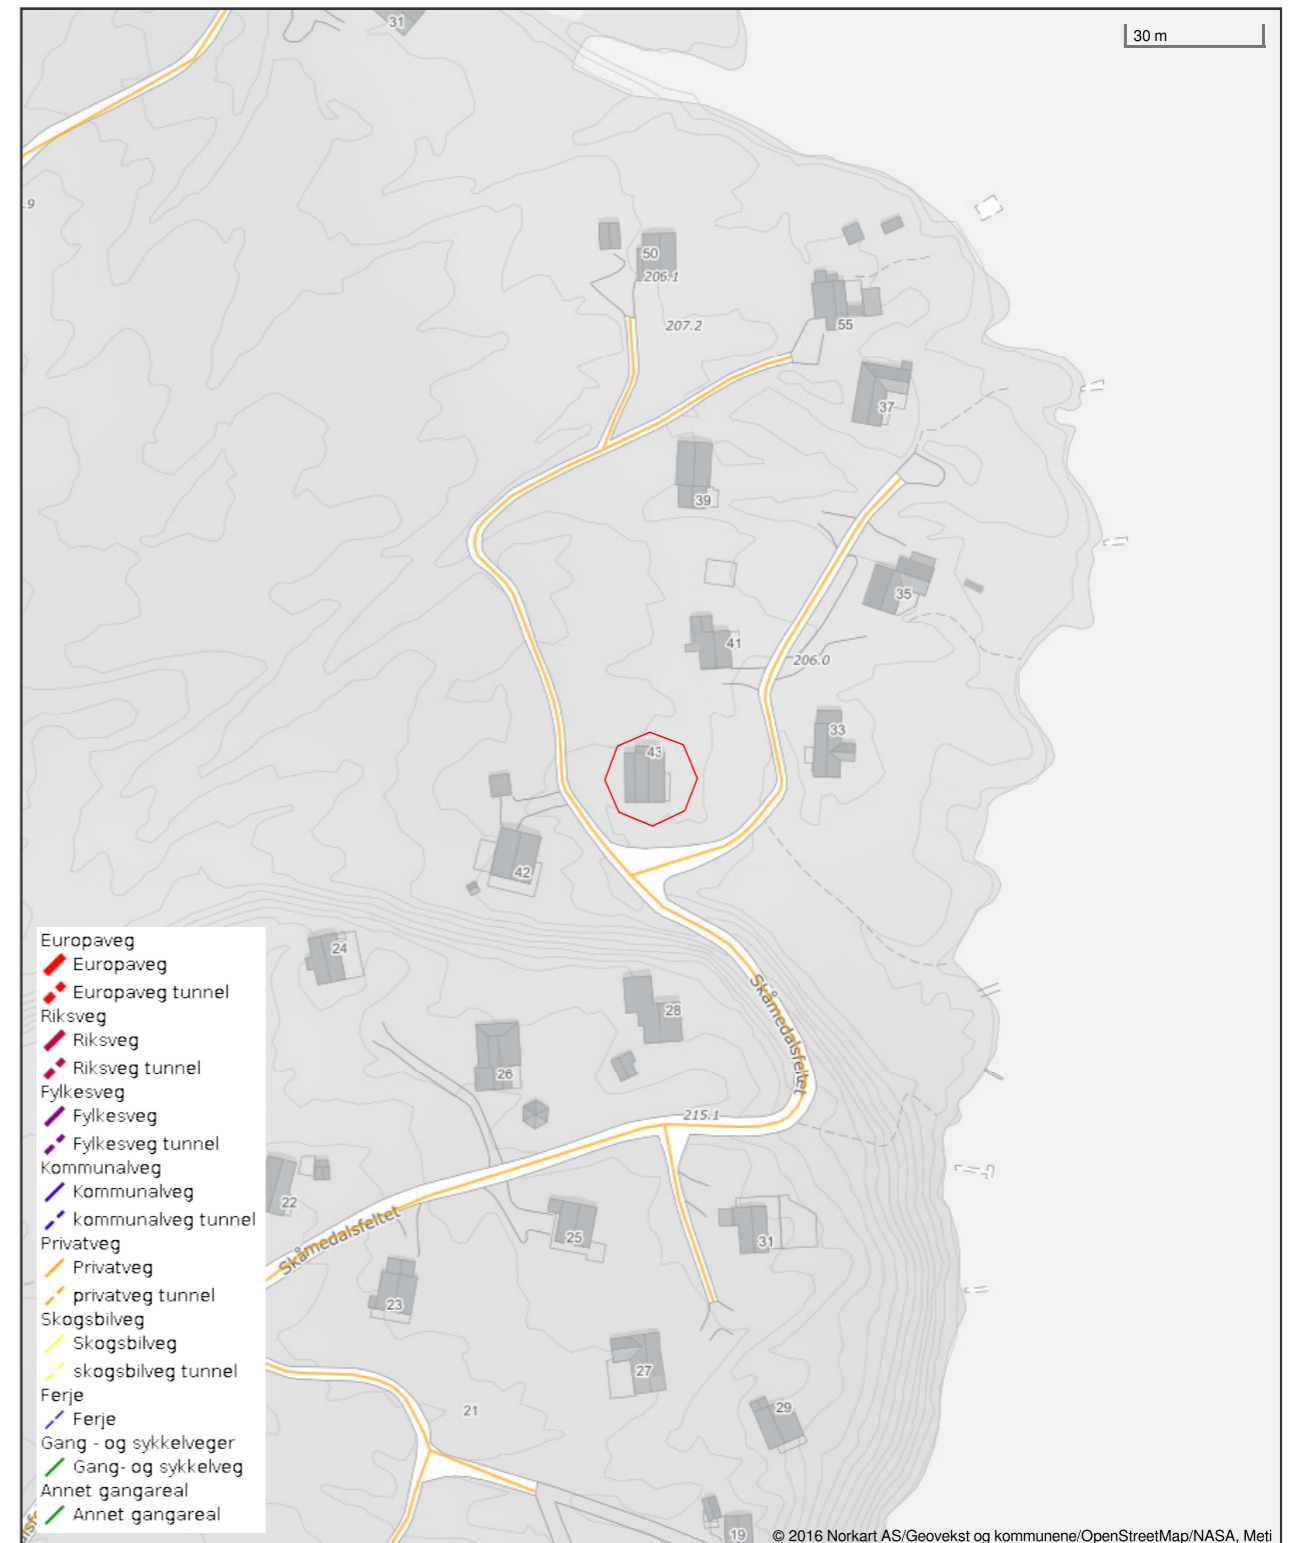 31
30 m
.9
50
206.1
207.2
55
37
39
35
41
206.0
33
43
42
24
28
Skåmedalsfeltet
26
215.1
22
Skåmedalsfeltet
25
31
23
27
29
21
19
Europaveg
Europaveg
Europaveg tunnel
Riksveg
Riksveg
Riksveg tunnel
Fylkesveg
Fylkesveg
Fylkesveg tunnel
Kommunalveg
Kommunalveg
kommunalveg tunnel
Privatveg
Privatveg
privatveg tunnel
Skogsbilveg
Skogsbilveg
skogsbilveg tunnel
Ferje
Ferje
Gang - og sykkelveger
Gang- og sykkelveg
Annet gangareal
Annet gangareal
© 2016 Norkart AS/Geovekst og kommunene/OpenStreetMap/NASA, Meti